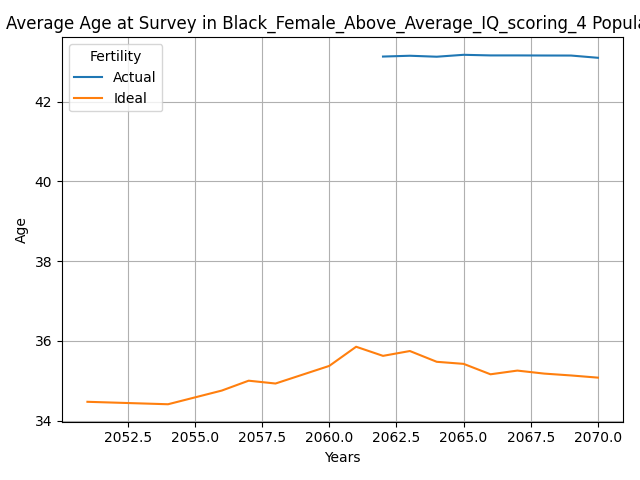 Average Age at Survey in Black_Female_Above_Average_IQ_scoring_4 Popula
Fertility
Actual
Ideal
42
40
38
36
34
Age
2052.5 2055.0 2057.5 2060.0 2062.5 2065.0 2067.5 2070.0
Years